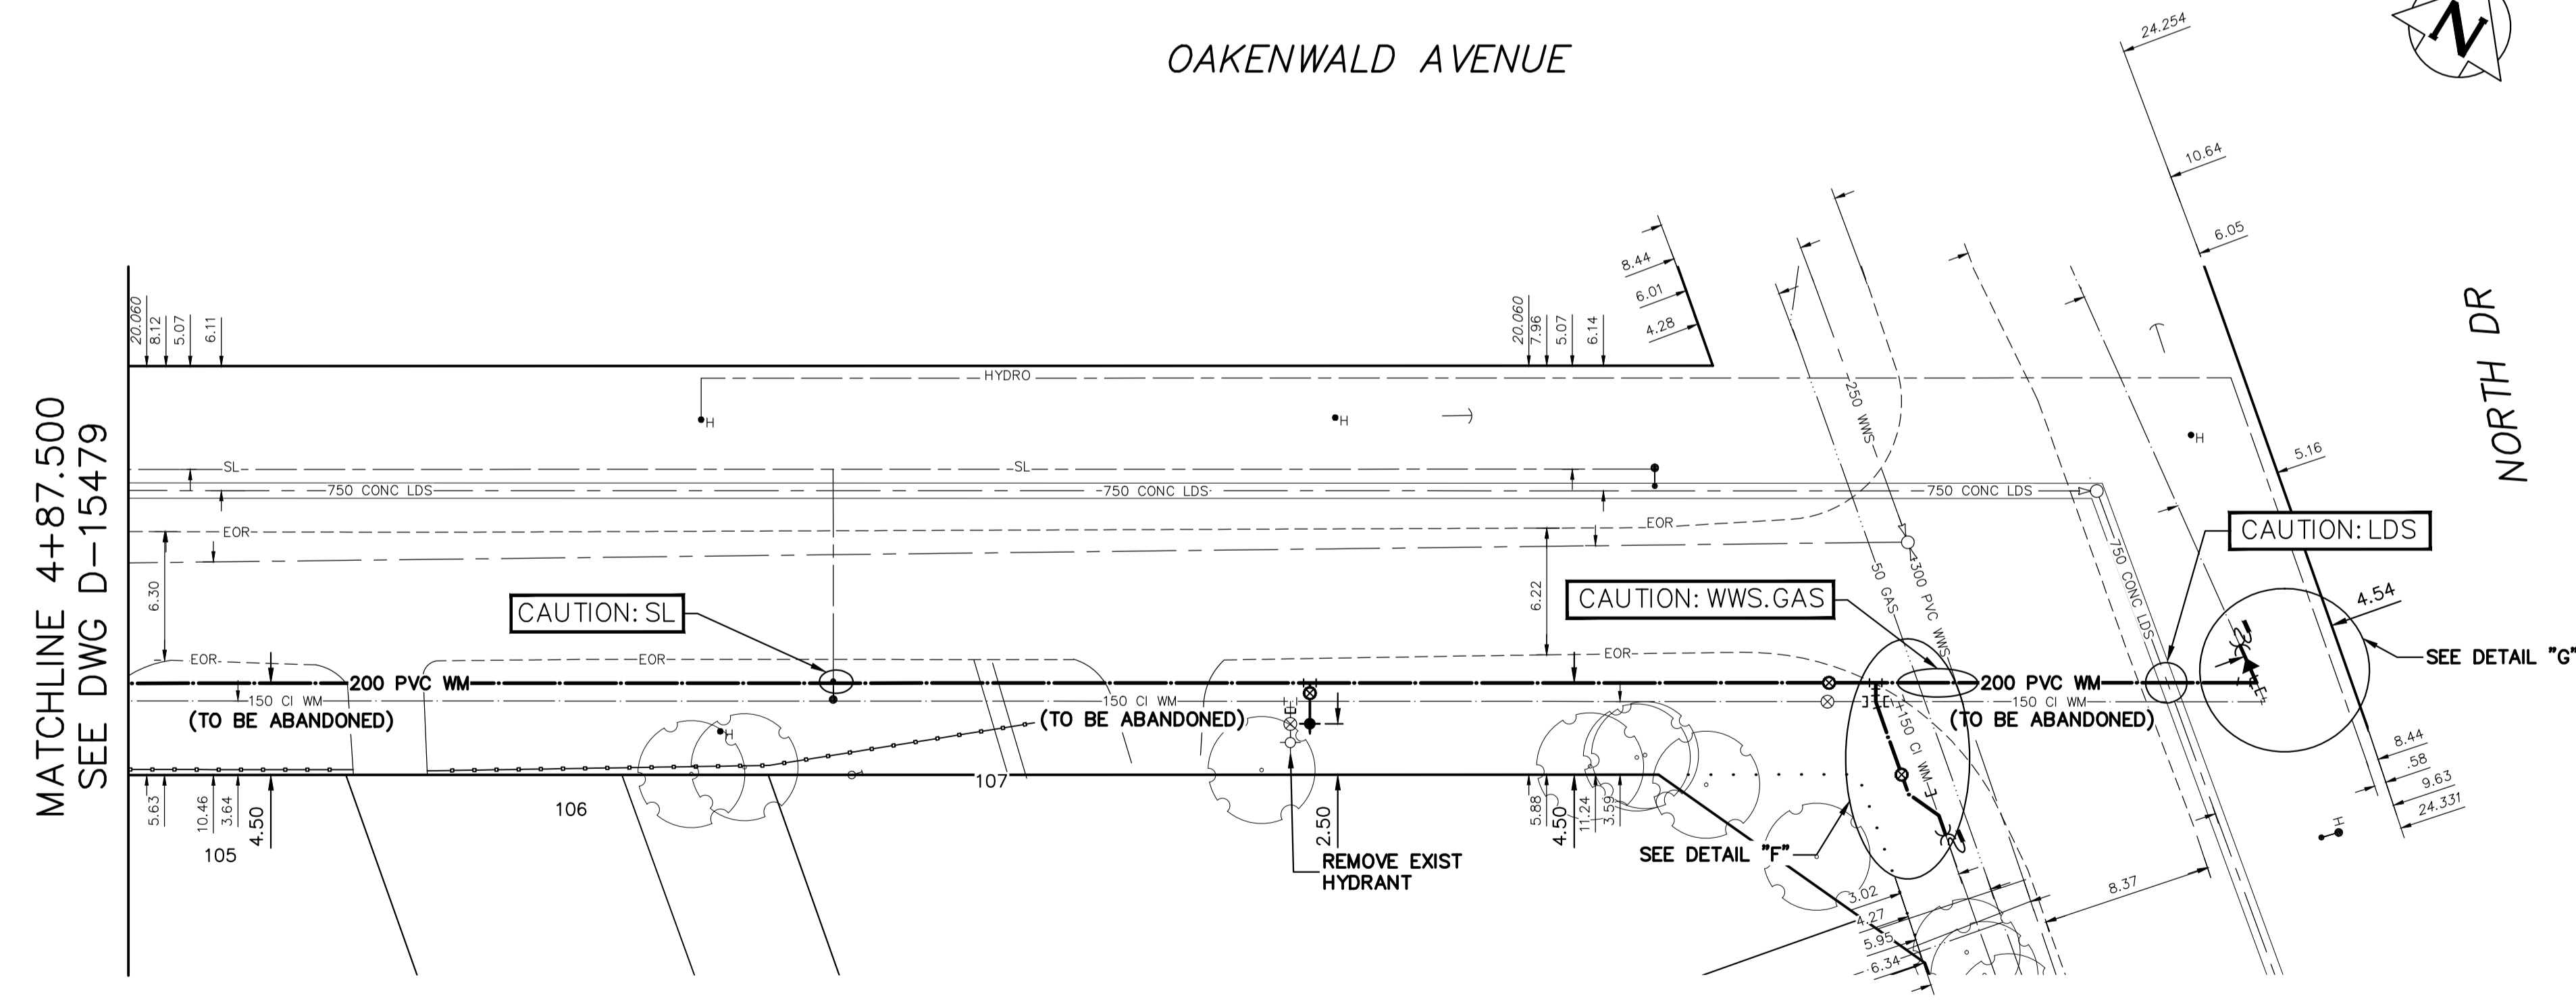 OAKENWALD AVENUE
N
24.254
10.64
6.05
NORTH DR
8.44
6.01
4.28
20.060
8.12
5.07
6.11
20.060
7.96
5.07
6.14
MATCHLINE 4+87.500
SEE DWG D-15479
HYDRO
H
H
H
5.16
250 WWS
SL
SL
750 CONC LDS
750 CONC LDS
750 CONC LDS
EOR
EOR
6.30
6.22
CAUTION: SL
CAUTION: WWS.GAS
CAUTION: LDS
50 GAS
300 PVC WWS
750 CONC LDS
4.54
SEE DETAIL "G"
EOR
EOR
EOR
200 PVC WM
200 PVC WM
150 CI WM
150 CI WM
150 CI WM
(TO BE ABANDONED)
(TO BE ABANDONED)
(TO BE ABANDONED)
150 CI WM
H
107
106
105
5.63
10.46
3.64
4.50
2.50
5.88
4.50
11.24
3.59
REMOVE EXIST
HYDRANT
SEE DETAIL "F"
3.02
4.27
5.95
6.34
8.37
8.44
.58
9.63
24.331
H